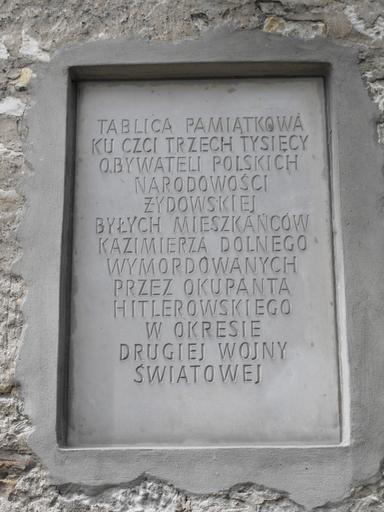 TABLICA PAMIĄTKOWA
KU CZCI TRZECH TYSIĘCY
OBYWATELI POLSKICH
NARODOWOŚCI
ŻYDOWSKIEJ
BYŁYCH MIESZKAŃCÓW
KAZIMIERZA DOLNEGO
WYMORDOWANYCH
PRZEZ OKUPANTA
HITLEROWSKIEGO
W OKRESIE
DRUGIEJ WOJNY
ŚWIATOWEJ